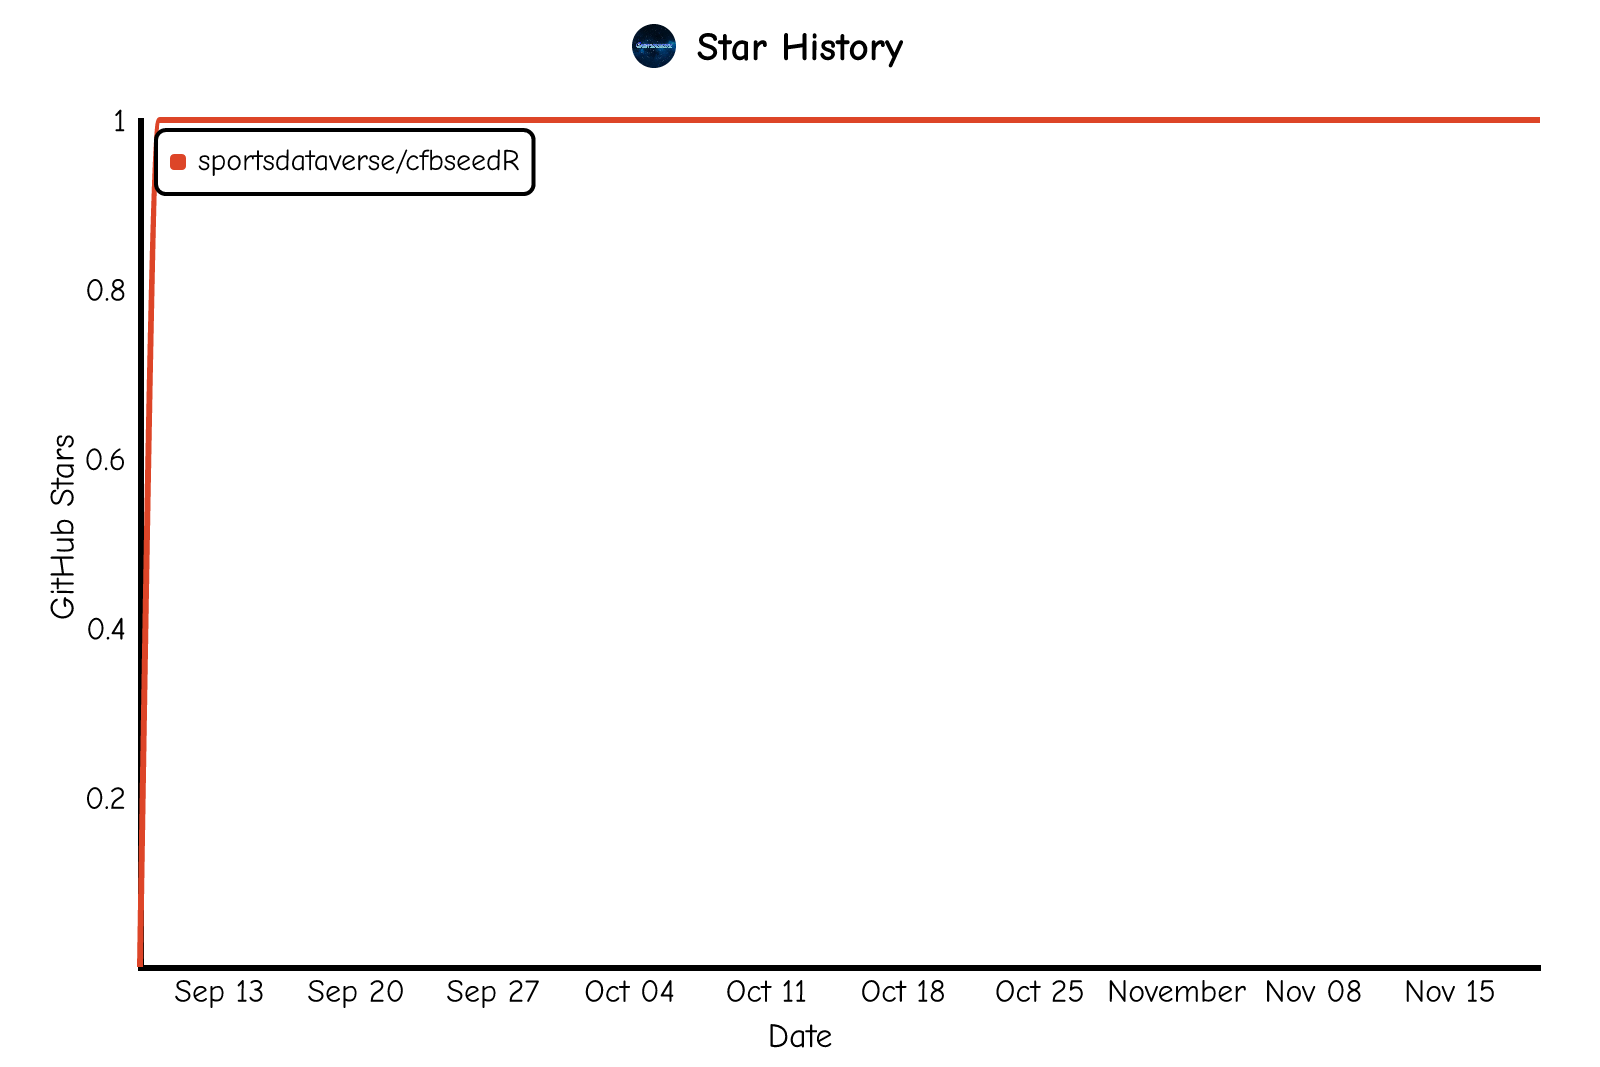 Star History
1
sportsdataverse/cfbseedR
0.8
0.6
0.4
0.2
GitHub Stars
Sep 13 Sep 20 Sep 27 Oct 04 Oct 11 Oct 18 Oct 25 November Nov 08 Nov 15
Date